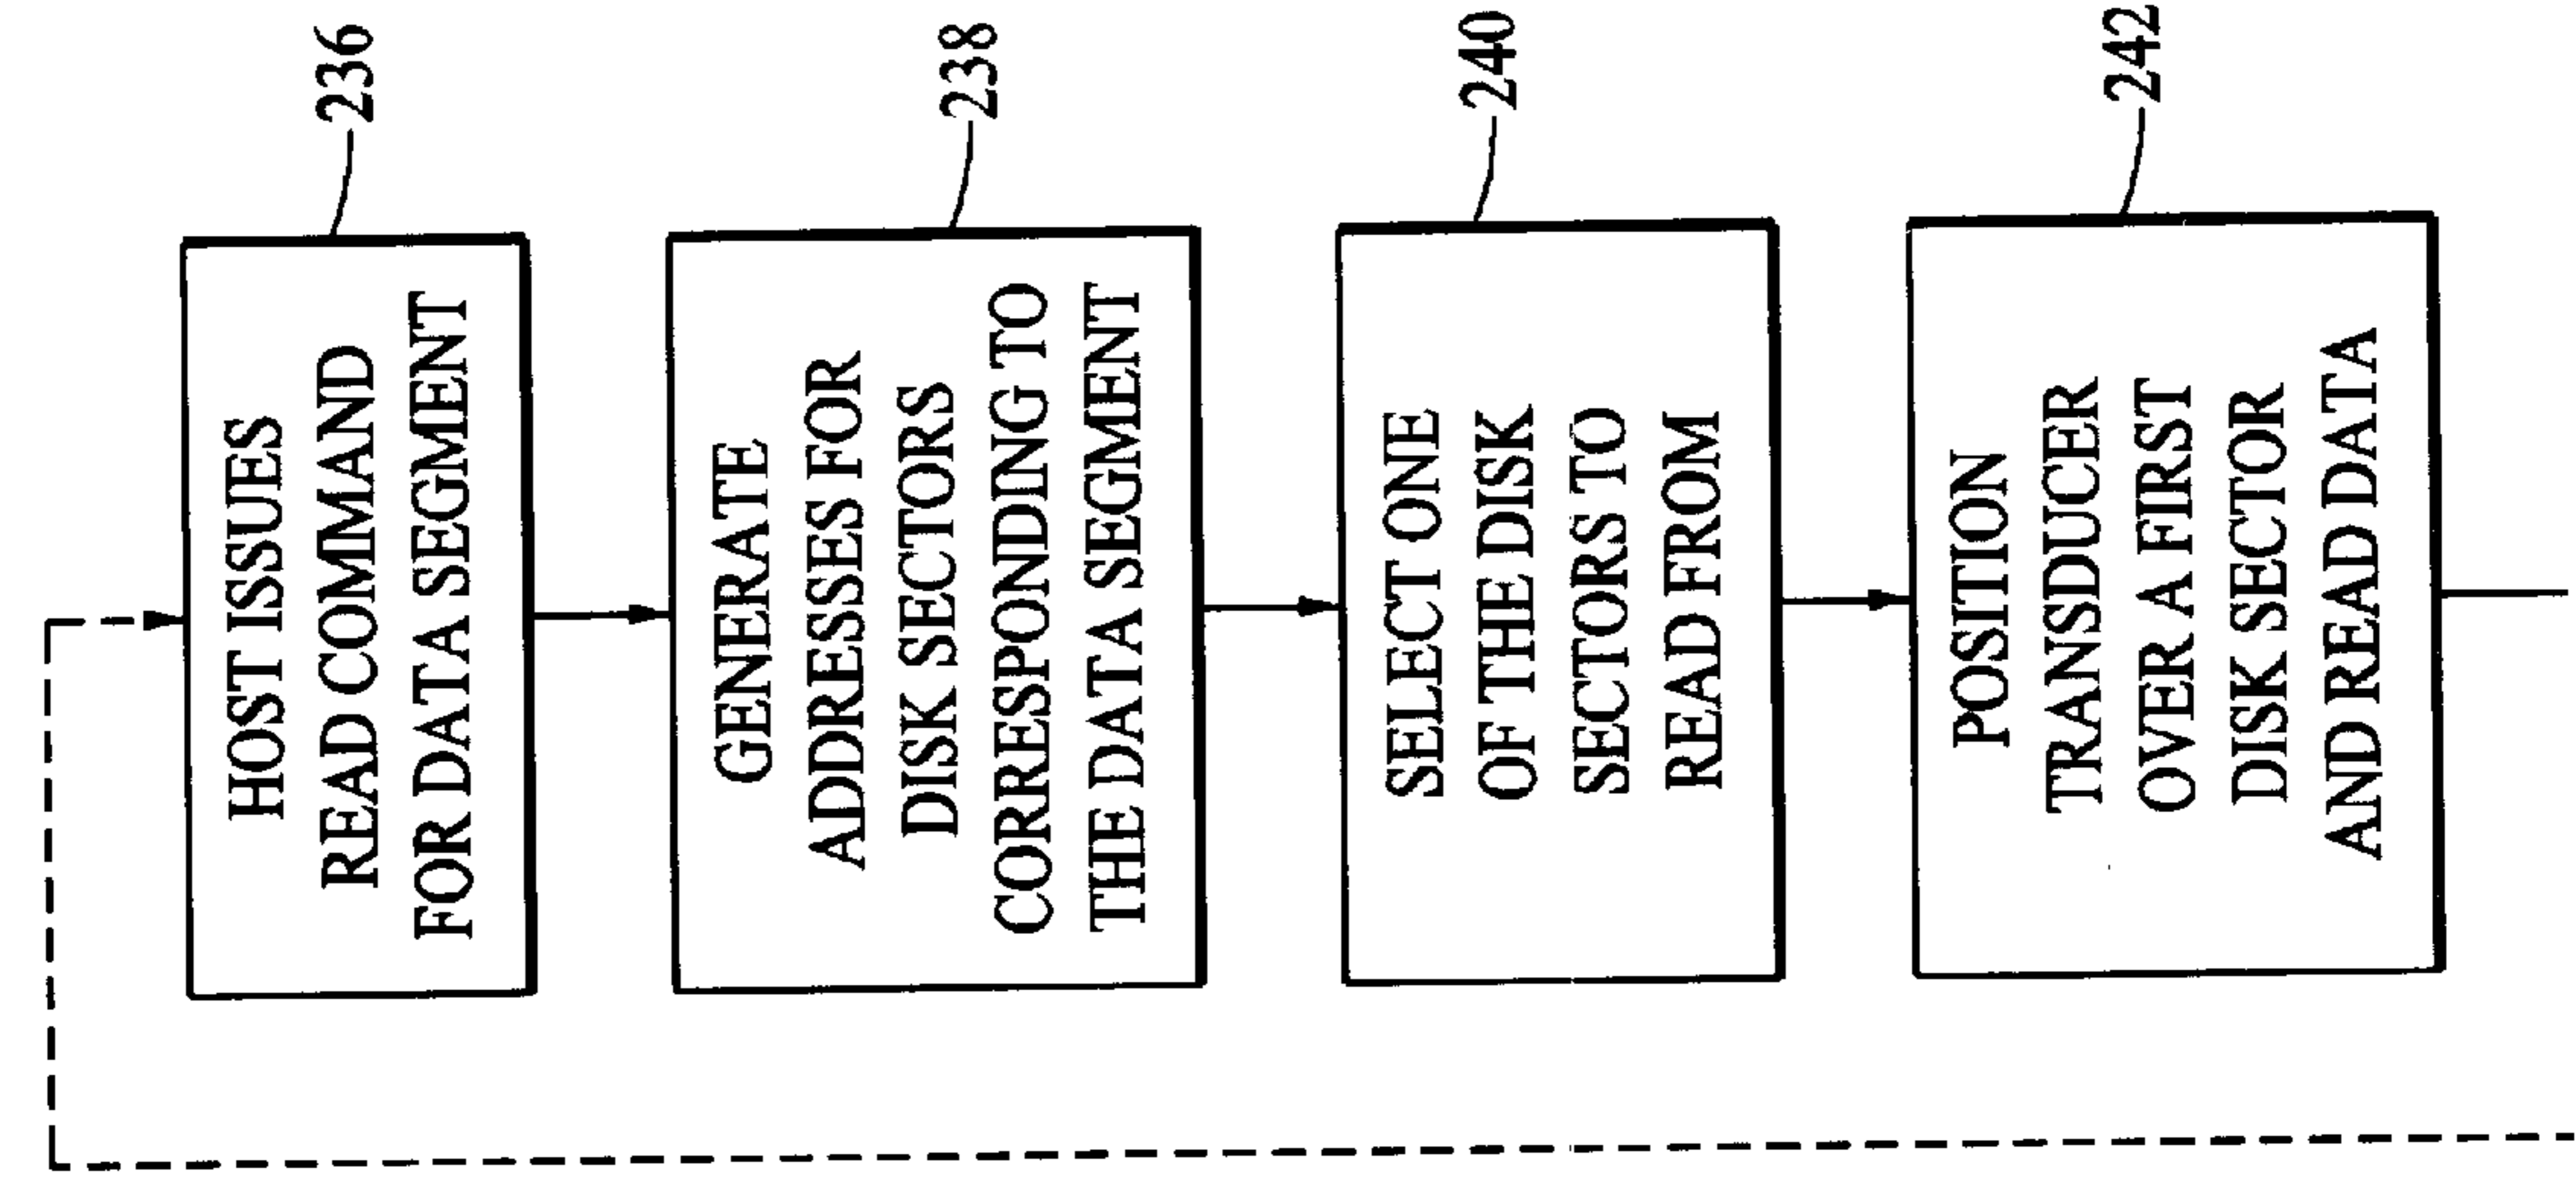 HOST ISSUES
READ COMMAND
FOR DATA SEGMENT
236
GENERATE
ADDRESSES FOR
DISK SECTORS
CORRESPONDING TO
THE DATA SEGMENT
238
SELECT ONE
OF THE DISK
SECTORS TO
READ FROM
240
POSITION
TRANSDUCER
OVER A FIRST
DISK SECTOR
AND READ DATA
242